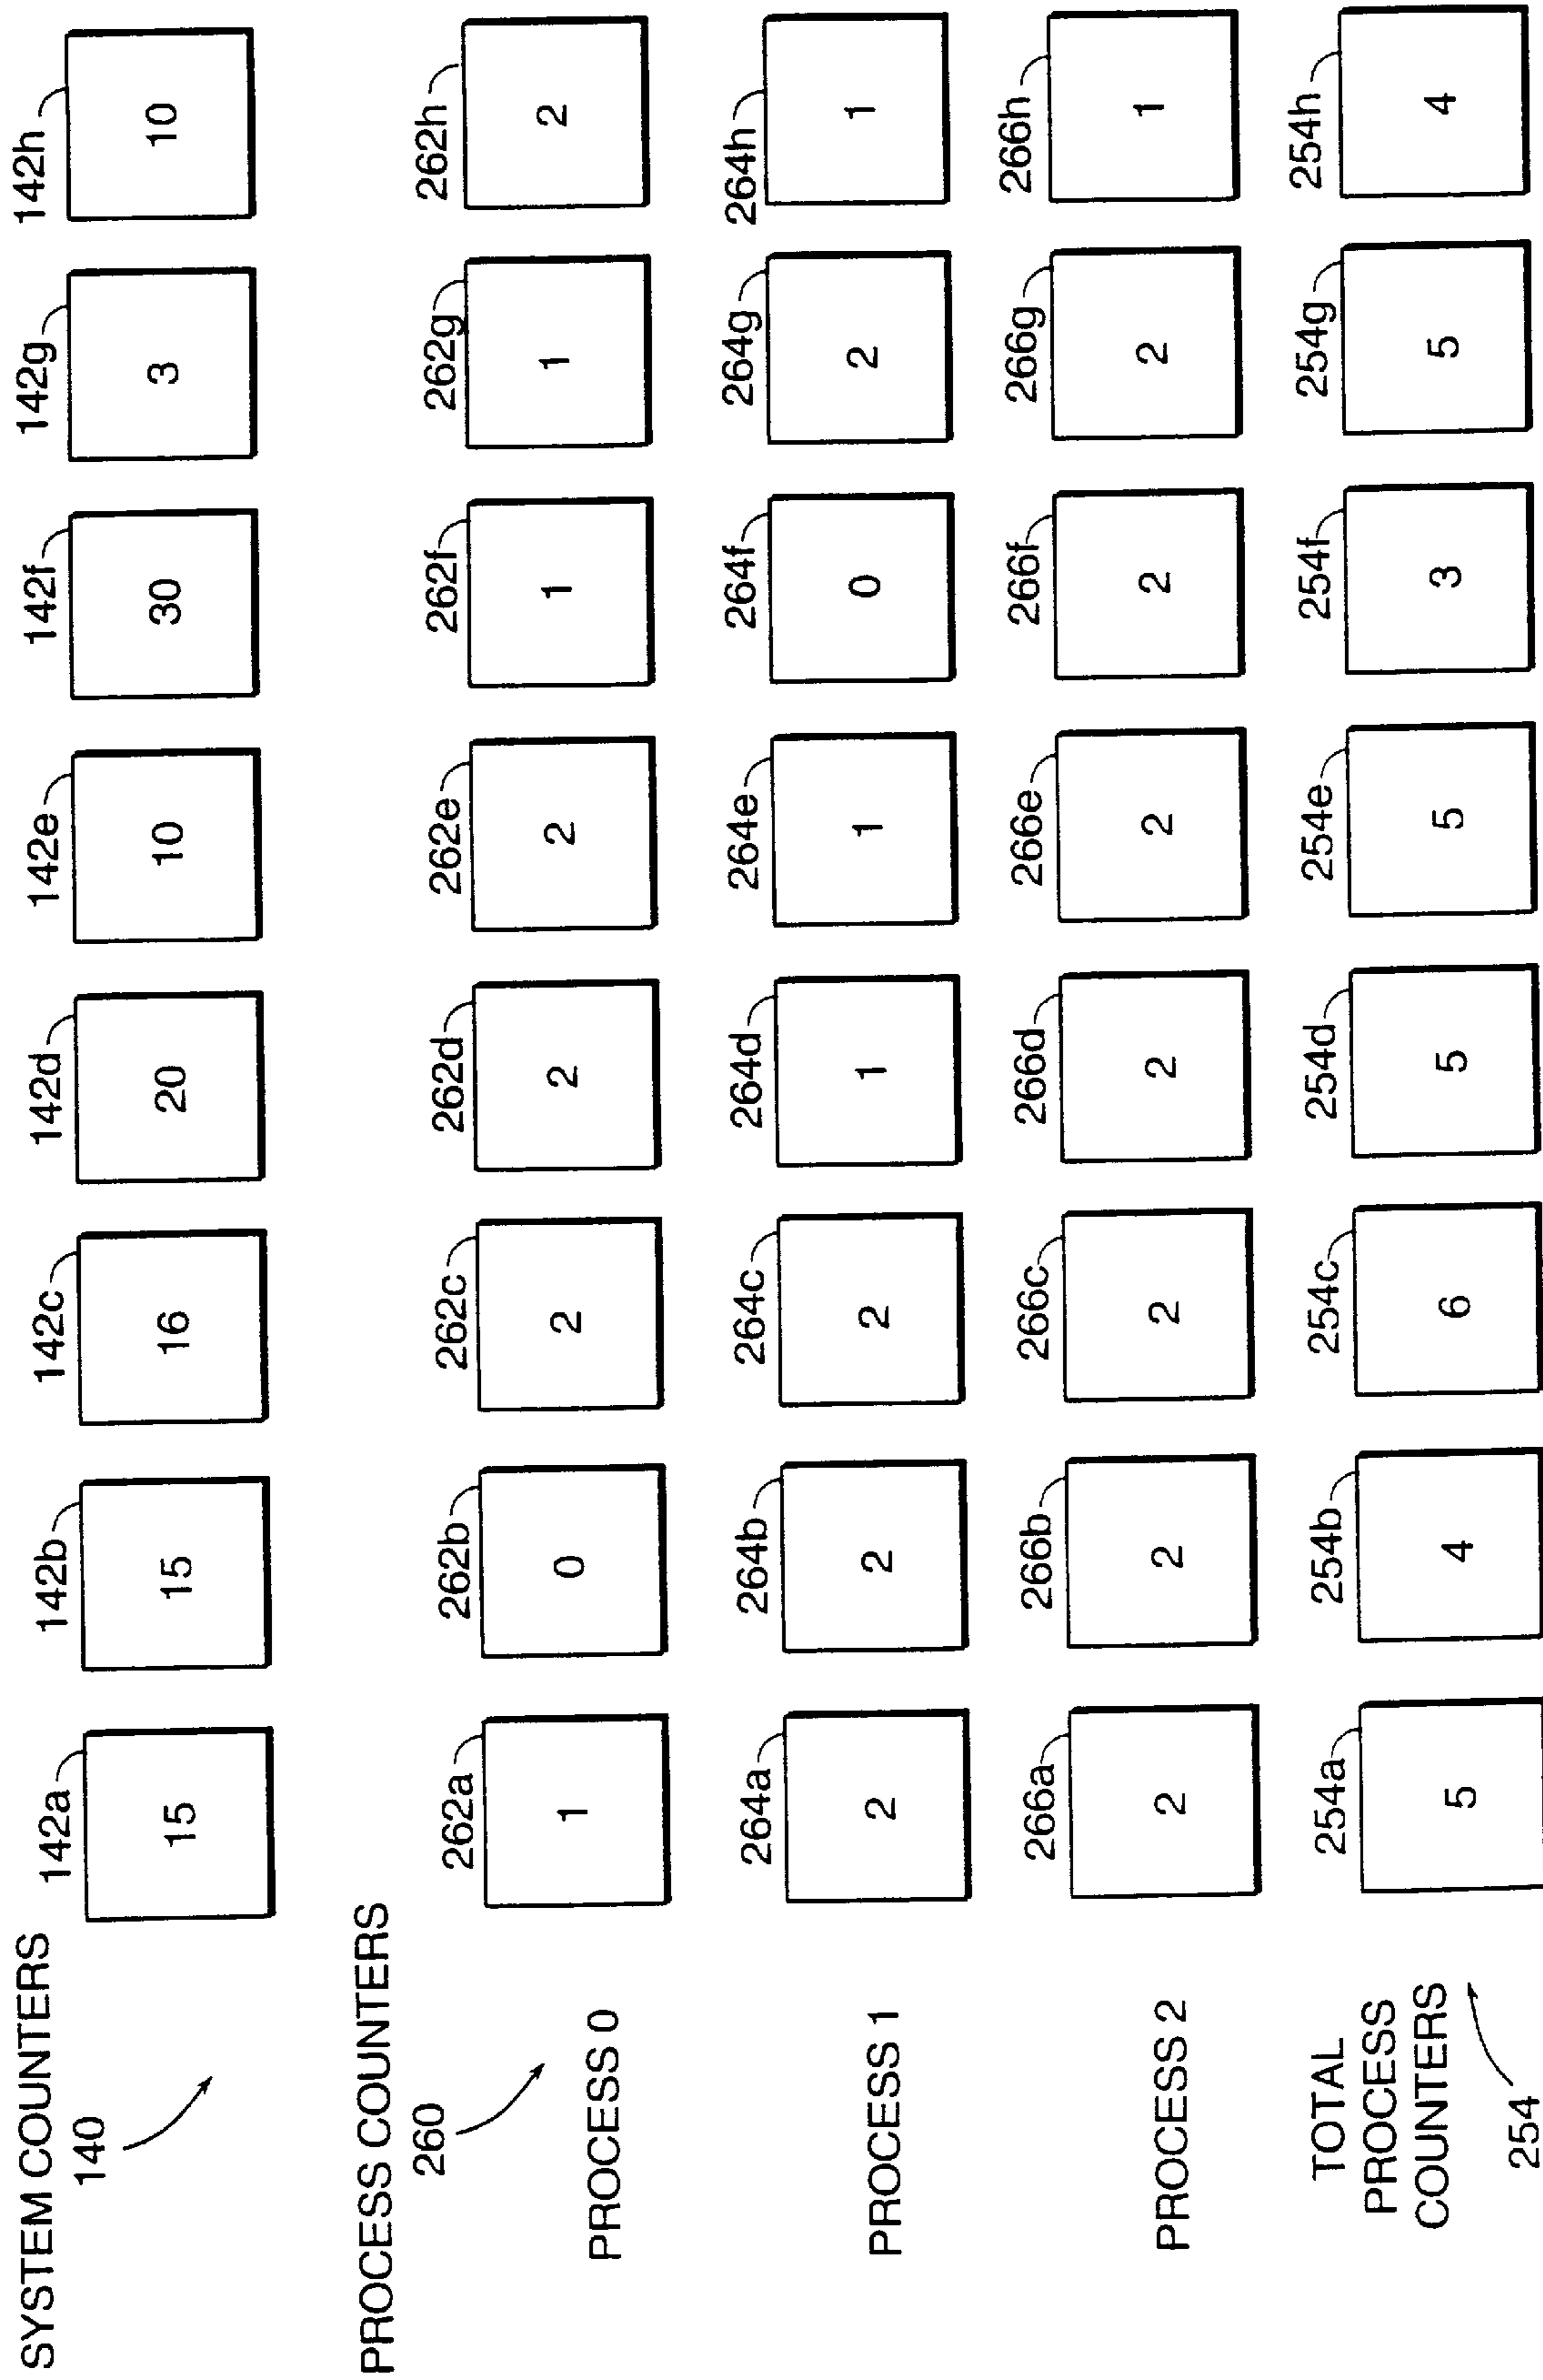 SYSTEM COUNTERS
140
142a 142b 142c 142d 142e 142f 142g 142h
15 15 16 20 10 30 3 10
PROCESS COUNTERS
260
262a 262b 262c 262d 262e 262f 262g 262h
PROCESS 0 1 0 2 2 2 1 1 2
264a 264b 264c 264d 264e 264f 264g 264h
PROCESS 1 2 2 2 1 1 0 2 1
266a 266b 266c 266d 266e 266f 266g 266h
PROCESS 2 2 2 2 2 2 2 2 1
254a 254b 254c 254d 254e 254f 254g 254h
TOTAL
PROCESS
COUNTERS
5 4 6 5 5 3 5 4
254